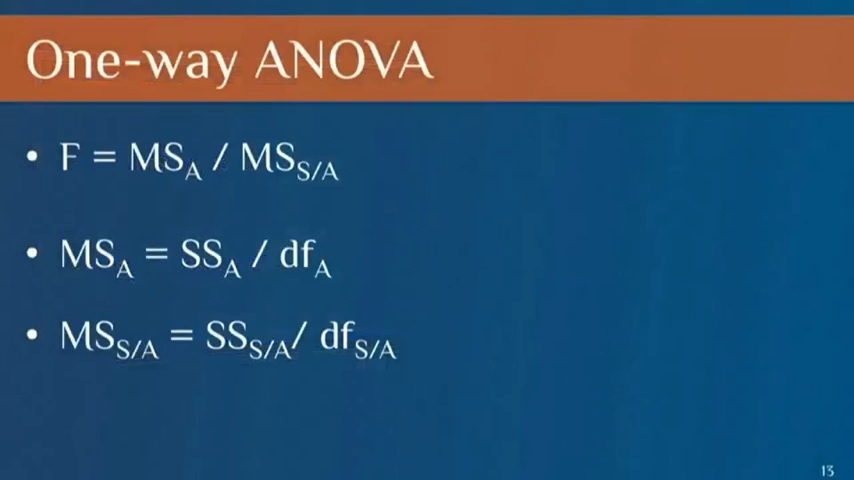 One-way ANOVA
• F = MS_A / MS_S/A
• MS_A = SS_A / df_A
• MS_S/A = SS_S/A/ df_S/A
13